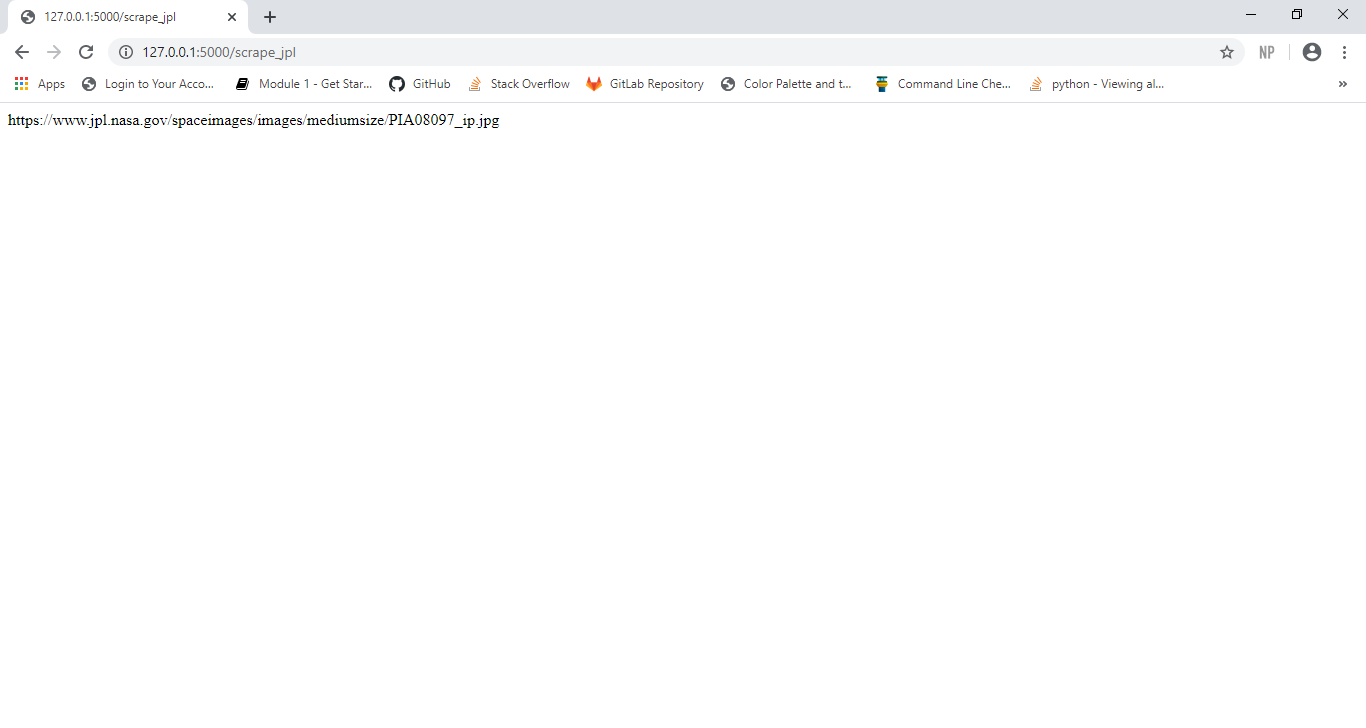 127.0.0.1:5000/scrape_jpl
127.0.0.1:5000/scrape_jpl NP
Apps Login to Your Acco... Module 1 - Get Star... GitHub Stack Overflow GitLab Repository Color Palette and t... Command Line Che... python - Viewing al... »
https://www.jpl.nasa.gov/spaceimages/images/mediumsize/PIA08097_ip.jpg